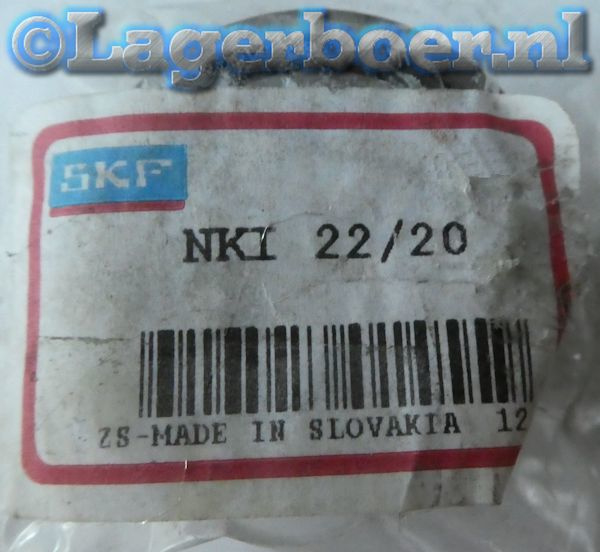 ©Lagerboer.nl
SKF
NKI 22/20
ZS-MADE IN SLOVAKIA 12